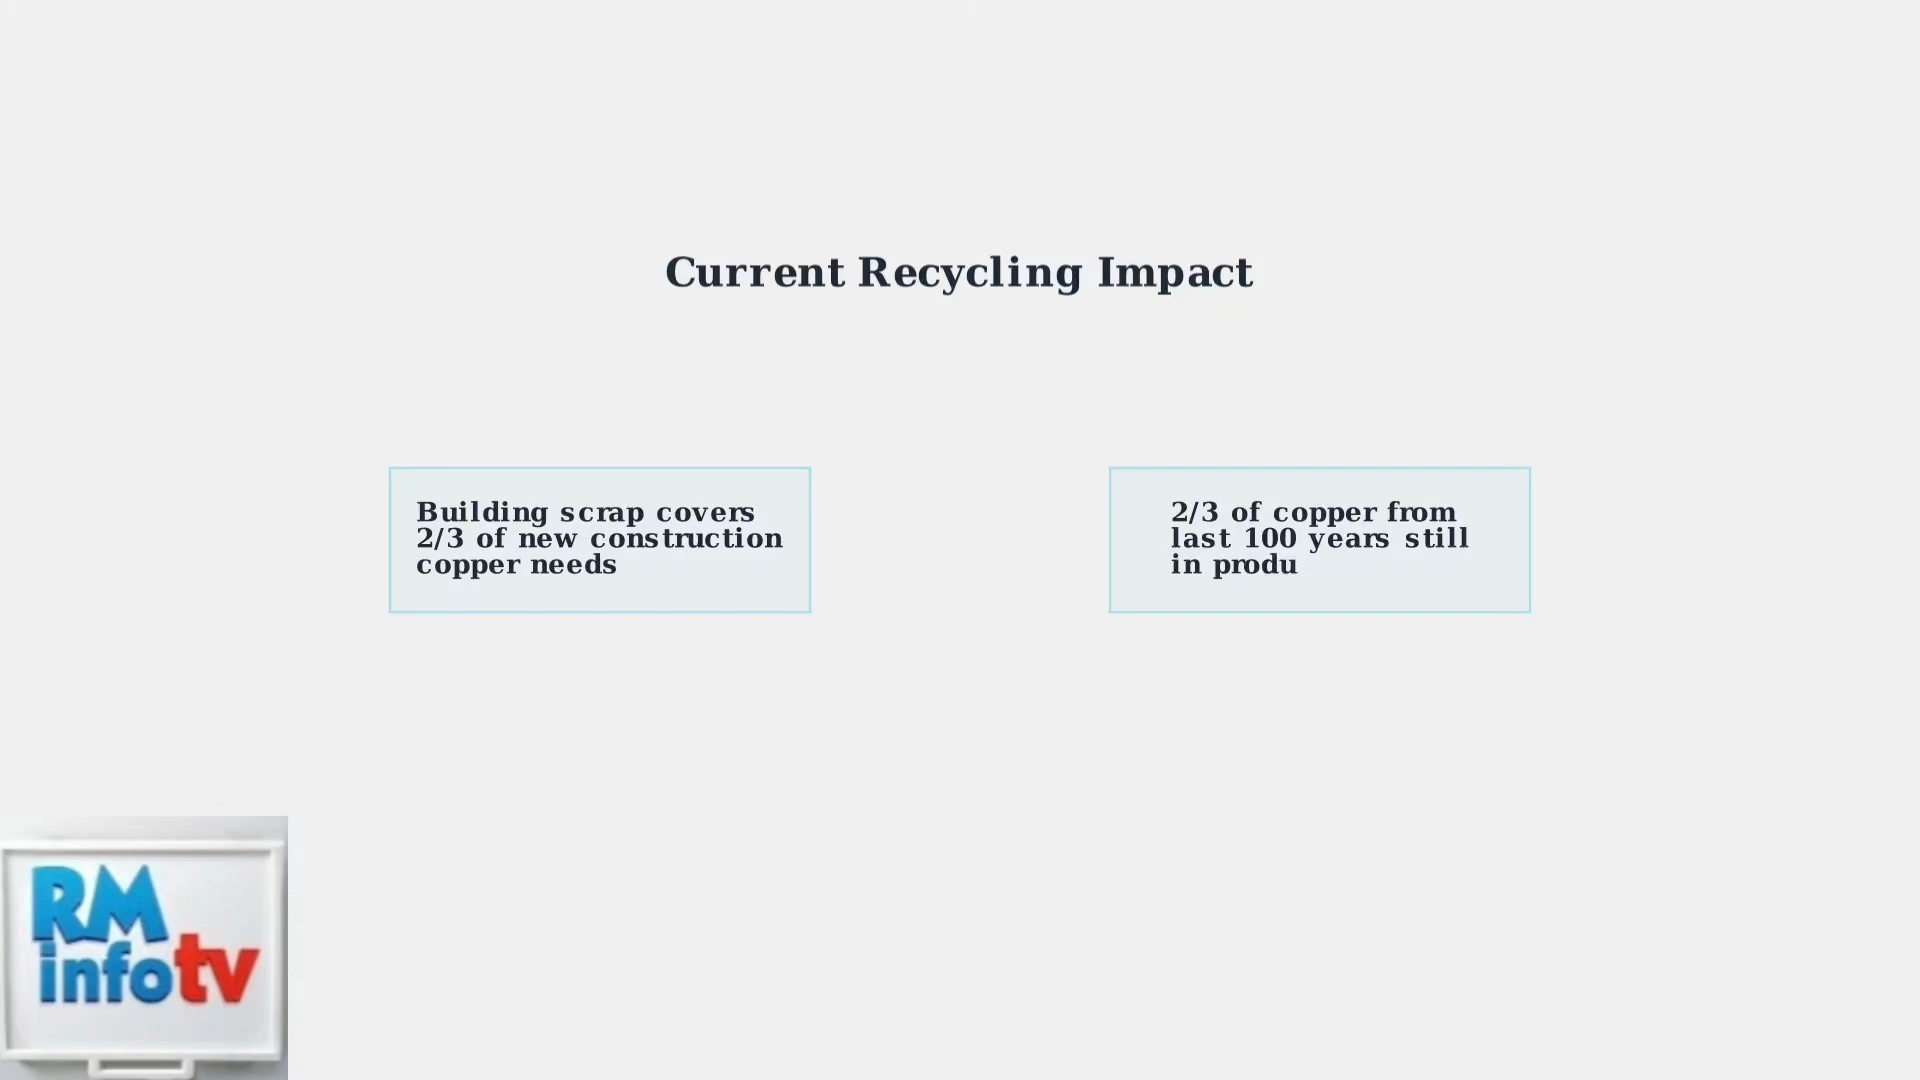 Current Recycling Impact
Building scrap covers
2/3 of new construction
copper needs
2/3 of copper from
last 100 years still
in produ
RM
infotv